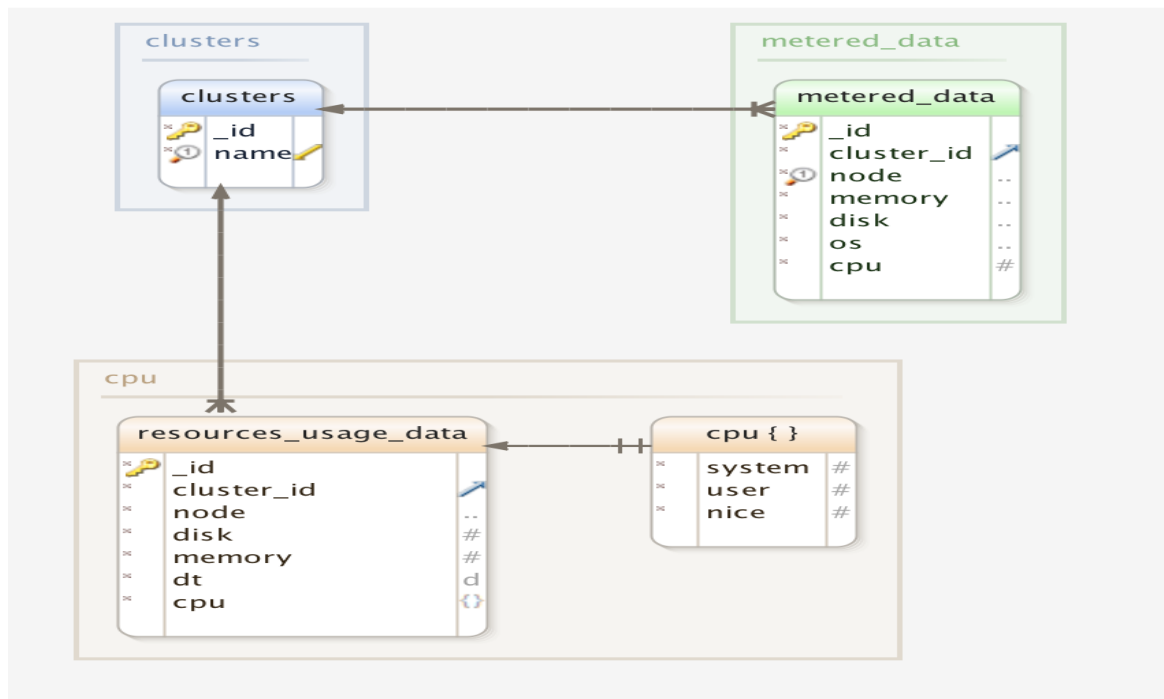 clusters
clusters
_id
name
metered_data
metered_data
_id
cluster_id
node ..
memory ..
disk ..
os ..
cpu #
cpu
resources_usage_data
_id
cluster_id
node ..
disk #
memory #
dt d
cpu {}
cpu { }
system #
user #
nice #